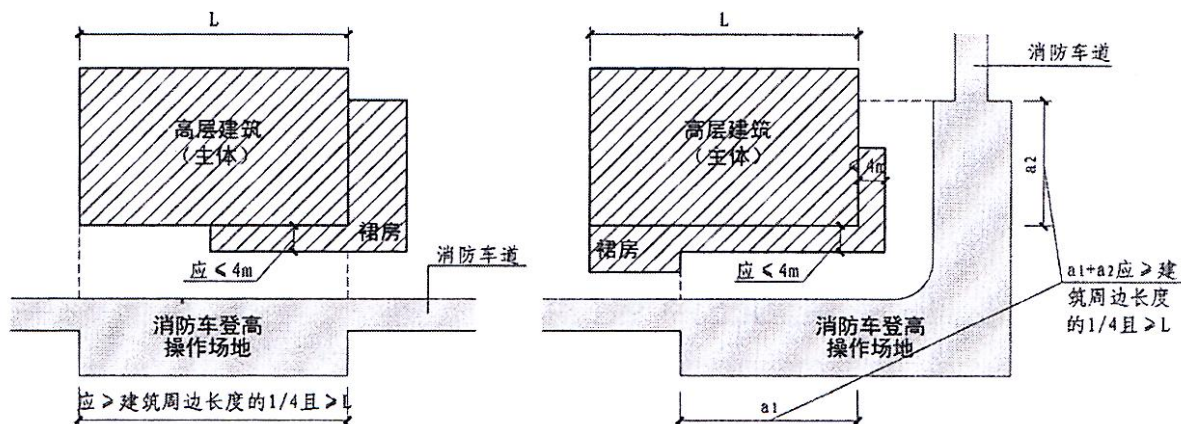 L
高层建筑
（主体）
裙房
应≤4m
消防车道
消防车登高
操作场地
应≥建筑周边长度的1/4且≥L
L
消防车道
高层建筑
（主体）
≤4m
a2
裙房
应≤4m
a1+a2应≥建
筑周边长度
的1/4且≥L
消防车登高
操作场地
a1